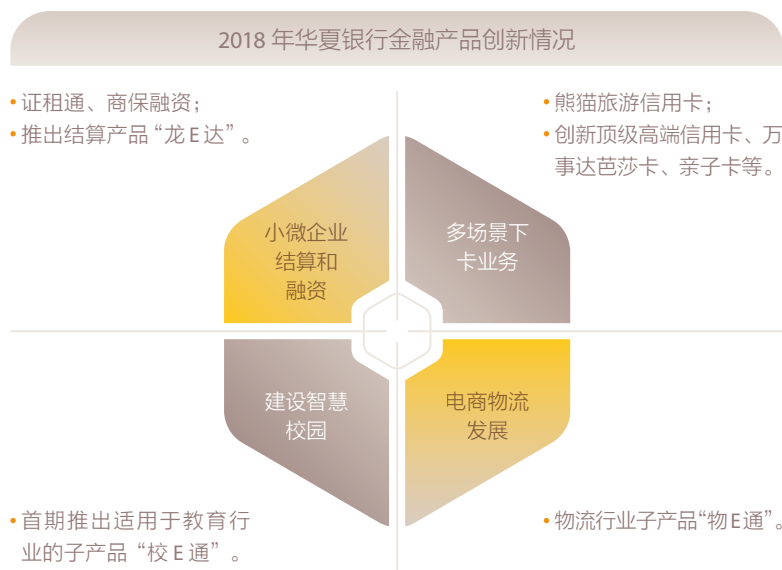 2018 年华夏银行金融产品创新情况
• 证租通、商保融资；
• 推出结算产品“龙 E 达”。
• 熊猫旅游信用卡；
• 创新顶级高端信用卡、万
事达芭莎卡、亲子卡等。
小微企业
结算和
融资
多场景下
卡业务
建设智慧
校园
电商物流
发展
• 首期推出适用于教育行
业的子产品“校 E 通”。
• 物流行业子产品“物E通”。